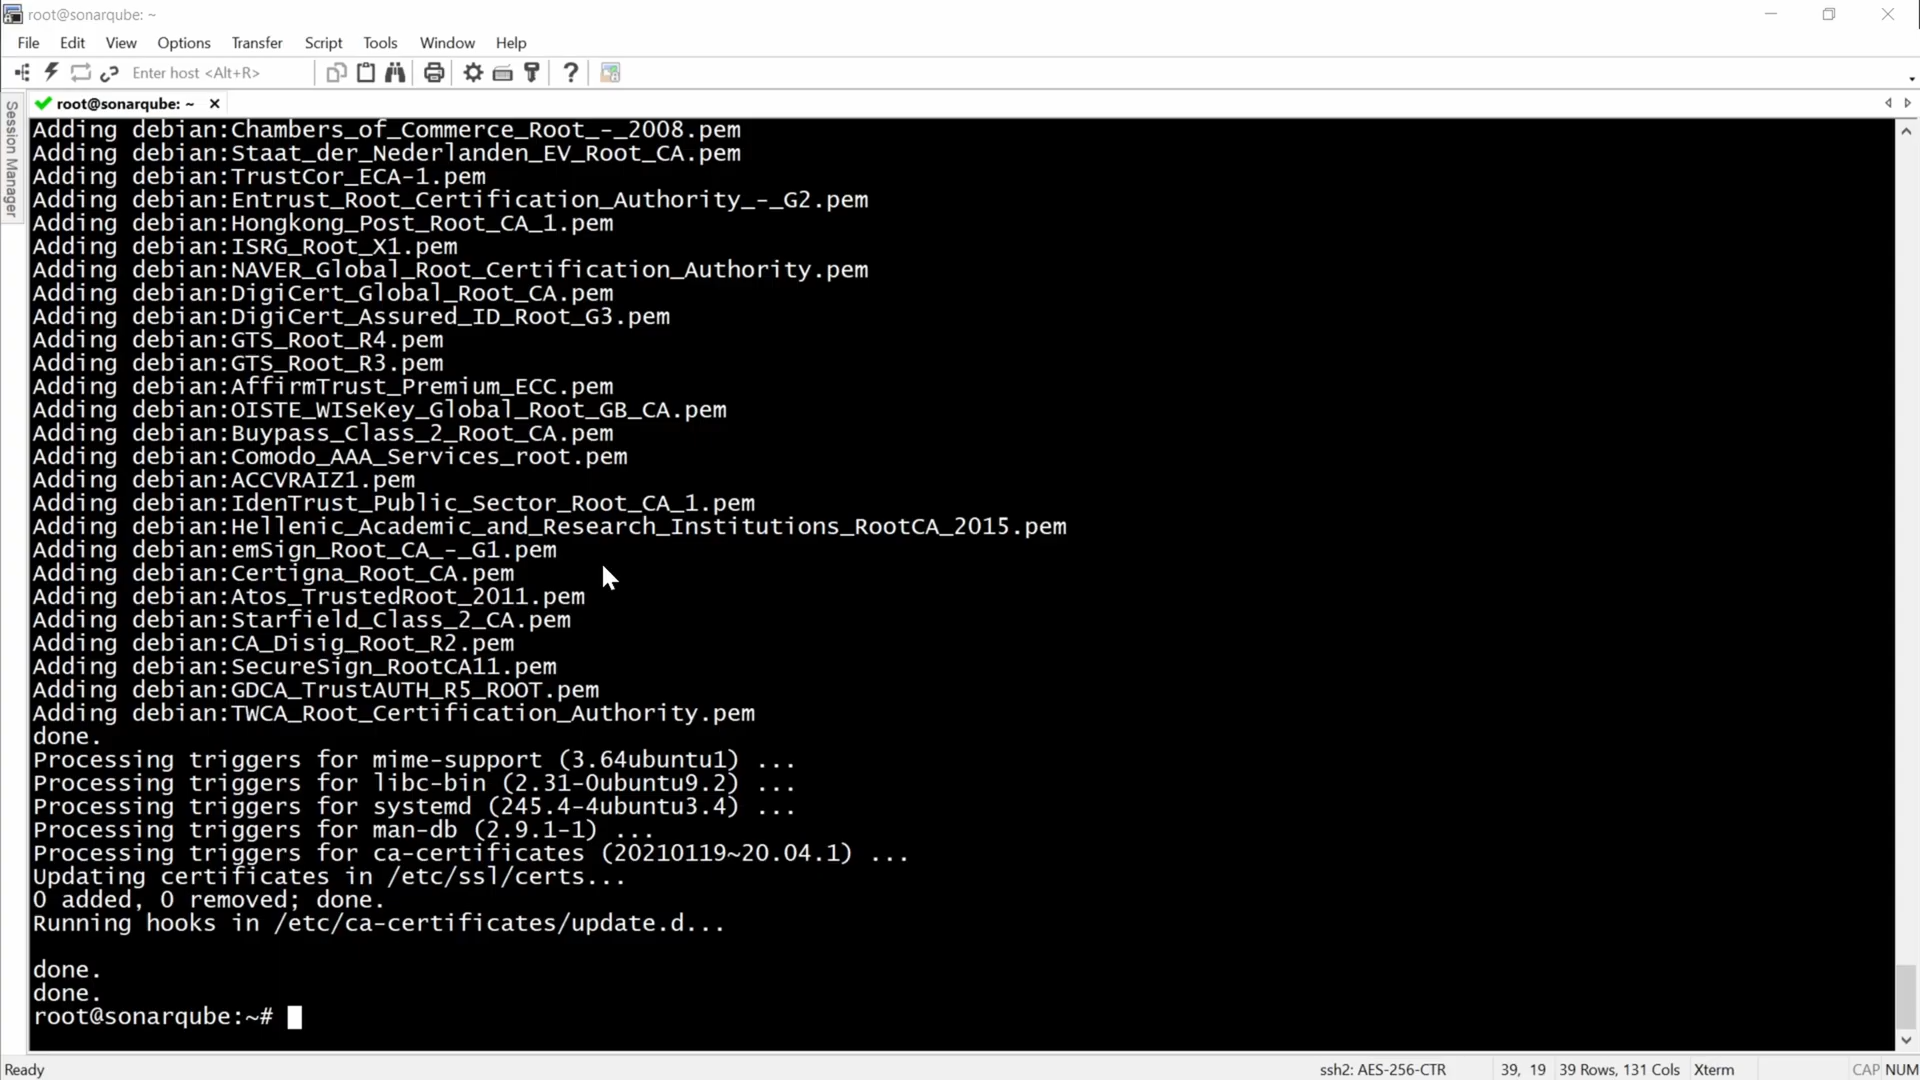 root@sonarqube: ~
File Edit View Options Transfer Script Tools Window Help
Enter host <Alt+R>
root@sonarqube: ~
Session Manager
Adding debian:Chambers_of_Commerce_Root_-_2008.pem
Adding debian:Staat_der_Nederlanden_EV_Root_CA.pem
Adding debian:TrustCor_ECA-1.pem
Adding debian:Entrust_Root_Certification_Authority_-_G2.pem
Adding debian:Hongkong_Post_Root_CA_1.pem
Adding debian:ISRG_Root_X1.pem
Adding debian:NAVER_Global_Root_Certification_Authority.pem
Adding debian:DigiCert_Global_Root_CA.pem
Adding debian:DigiCert_Assured_ID_Root_G3.pem
Adding debian:GTS_Root_R4.pem
Adding debian:GTS_Root_R3.pem
Adding debian:AffirmTrust_Premium_ECC.pem
Adding debian:OISTE_WISeKey_Global_Root_GB_CA.pem
Adding debian:Buypass_Class_2_Root_CA.pem
Adding debian:Comodo_AAA_Services_root.pem
Adding debian:ACCVRAIZ1.pem
Adding debian:IdenTrust_Public_Sector_Root_CA_1.pem
Adding debian:Hellenic_Academic_and_Research_Institutions_RootCA_2015.pem
Adding debian:emSign_Root_CA_-_G1.pem
Adding debian:Certigna_Root_CA.pem
Adding debian:Atos_TrustedRoot_2011.pem
Adding debian:Starfield_Class_2_CA.pem
Adding debian:CA_Disig_Root_R2.pem
Adding debian:SecureSign_RootCA11.pem
Adding debian:GDCA_TrustAUTH_R5_ROOT.pem
Adding debian:TWCA_Root_Certification_Authority.pem
done.
Processing triggers for mime-support (3.64ubuntu1) ...
Processing triggers for libc-bin (2.31-0ubuntu9.2) ...
Processing triggers for systemd (245.4-4ubuntu3.4) ...
Processing triggers for man-db (2.9.1-1) ...
Processing triggers for ca-certificates (20210119~20.04.1) ...
Updating certificates in /etc/ssl/certs...
0 added, 0 removed; done.
Running hooks in /etc/ca-certificates/update.d...
done.
done.
root@sonarqube:~#
Ready ssh2: AES-256-CTR 39, 19 39 Rows, 131 Cols Xterm CAP NUM